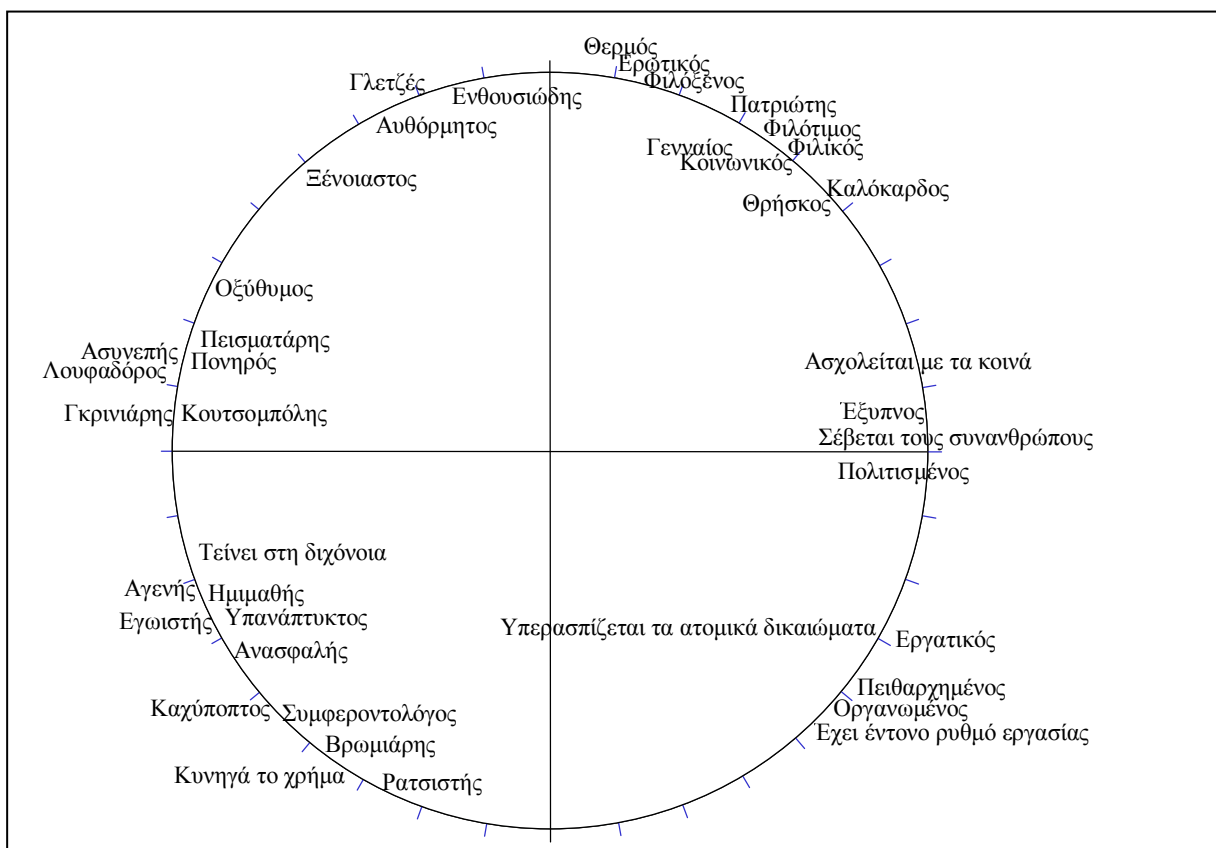 Θερμός
Ερωτικός
Γλετζές
Φιλόξενος
Ενθουσιώδης
Πατριώτης
Αυθόρμητος
Φιλότιμος
Γενναίος
Φιλικός
Κοινωνικός
Ξένοιαστος
Καλόκαρδος
Θρήσκος
Οξύθυμος
Πεισματάρης
Ασυνεπής
Πονηρός
Ασχολείται με τα κοινά
Λουφαδόρος
Γκρινιάρης
Κουτσομπόλης
Έξυπνος
Σέβεται τους συνανθρώπους
Πολιτισμένος
Τείνει στη διχόνοια
Αγενής
Ημιμαθής
Εγωιστής
Υπανάπτυκτος
Υπερασπίζεται τα ατομικά δικαιώματα
Εργατικός
Ανασφαλής
Πειθαρχημένος
Καχύποπτος
Συμφεροντολόγος
Οργανωμένος
Έχει έντονο ρυθμό εργασίας
Βρωμιάρης
Κυνηγά το χρήμα
Ρατσιστής